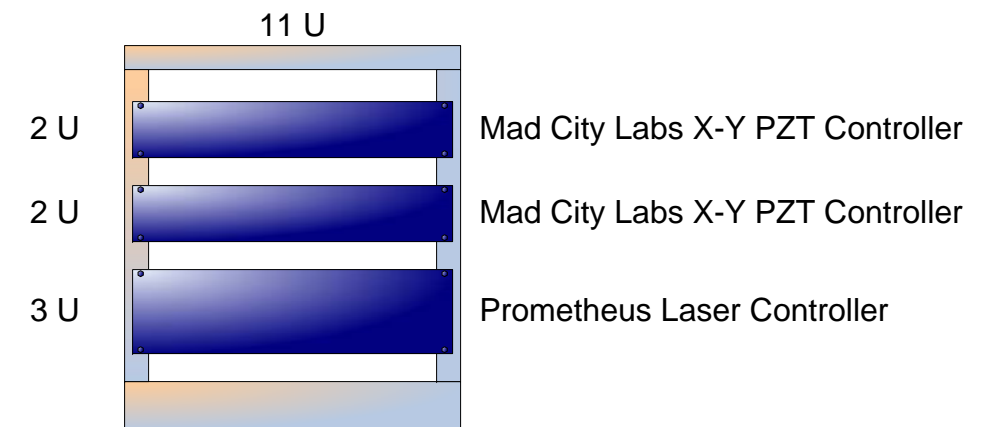 11 U
2 U Mad City Labs X-Y PZT Controller
2 U Mad City Labs X-Y PZT Controller
3 U Prometheus Laser Controller